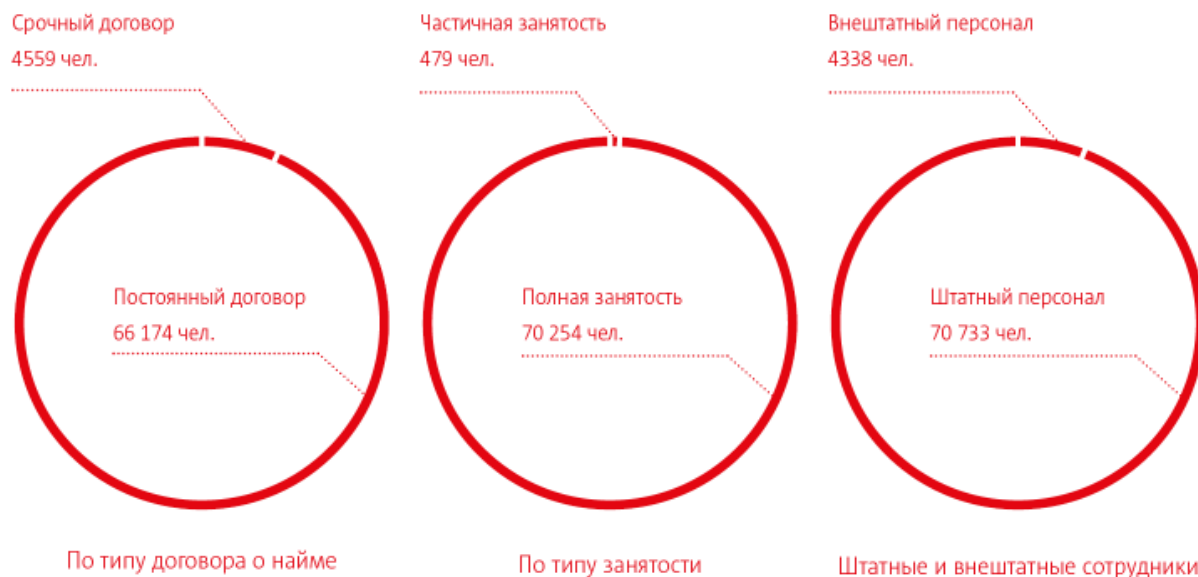 Срочный договор
4559 чел.
Частичная занятость
479 чел.
Внештатный персонал
4338 чел.
Постоянный договор
66 174 чел.
Полная занятость
70 254 чел.
Штатный персонал
70 733 чел.
По типу договора о найме
По типу занятости
Штатные и внештатные сотрудники